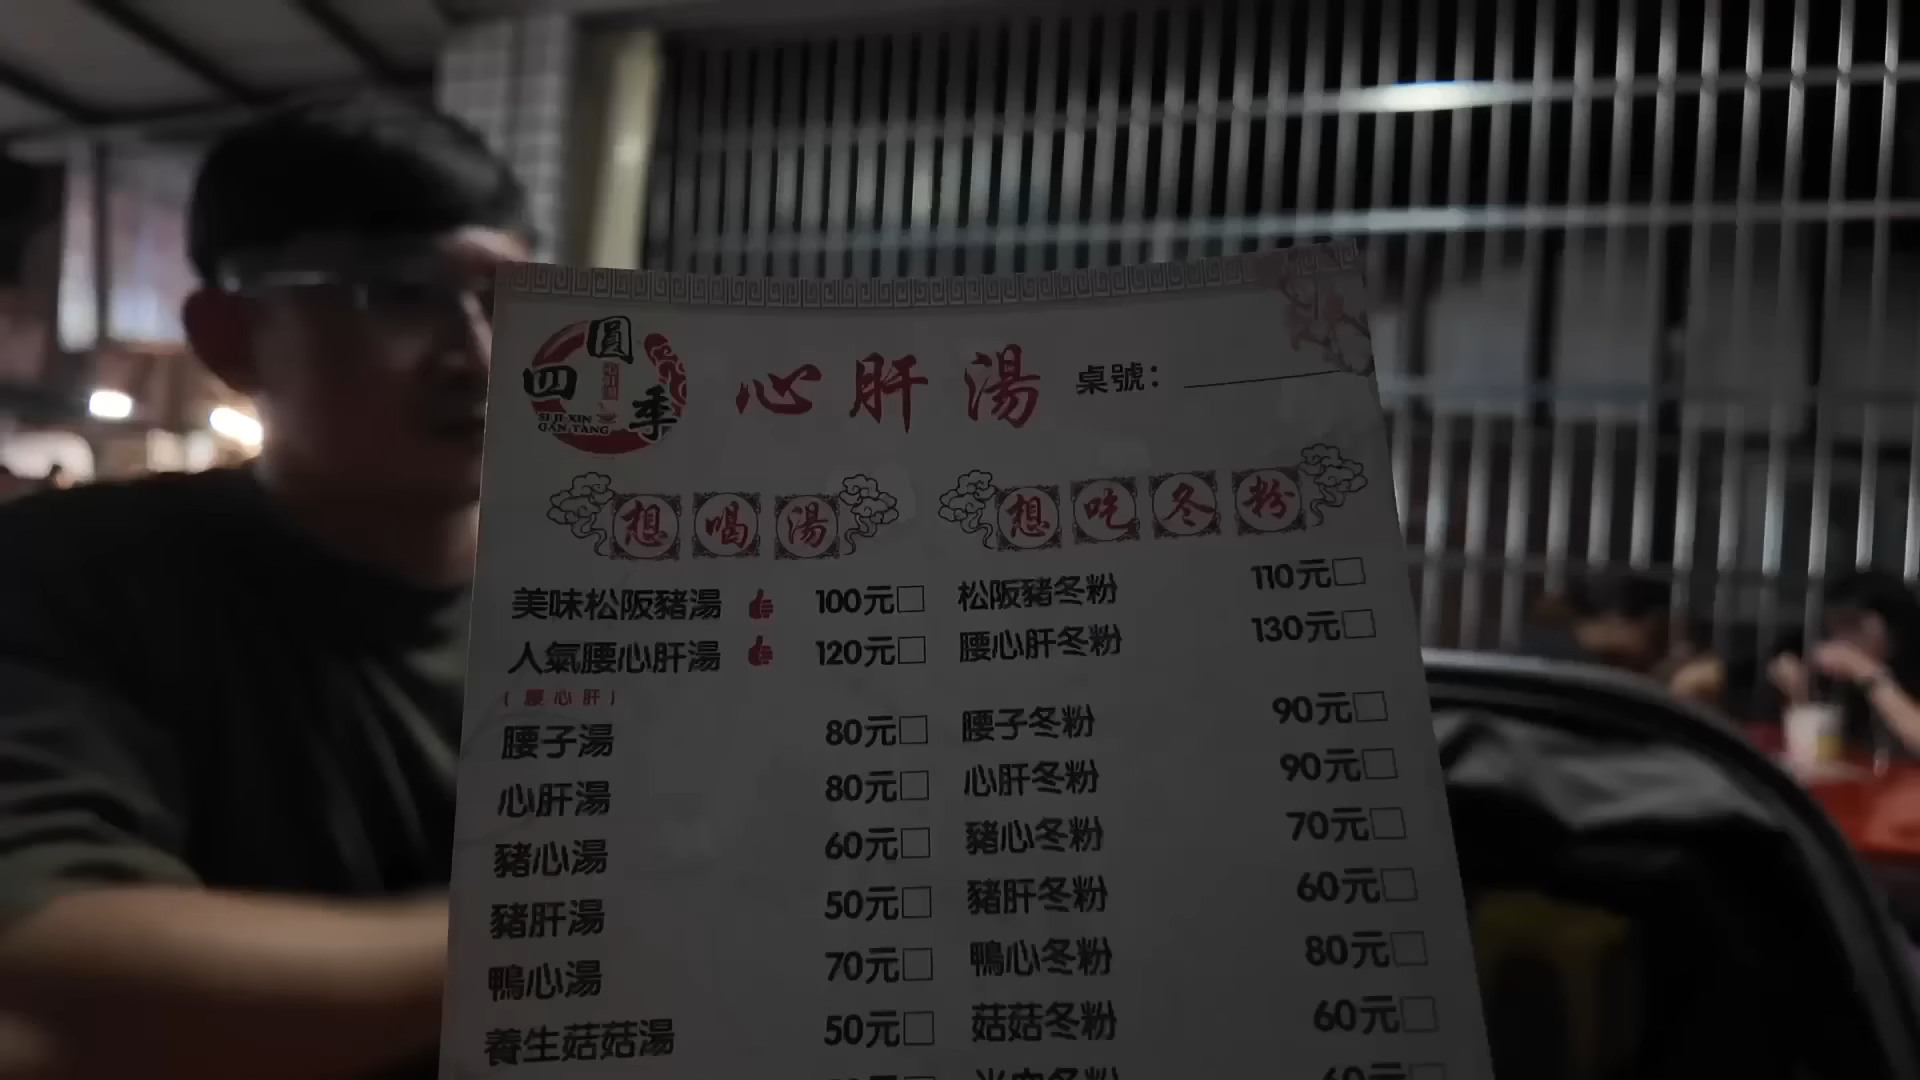 圓
四季
SI JI XIN
GAN TANG
心肝湯
桌號：
想喝湯
美味松阪豬湯 100元
人氣腰心肝湯 120元
(腰心肝)
腰子湯 80元
心肝湯 80元
豬心湯 60元
豬肝湯 50元
鴨心湯 70元
養生菇菇湯 50元
想吃冬粉
松阪豬冬粉 110元
腰心肝冬粉 130元
腰子冬粉 90元
心肝冬粉 90元
豬心冬粉 70元
豬肝冬粉 60元
鴨心冬粉 80元
菇菇冬粉 60元